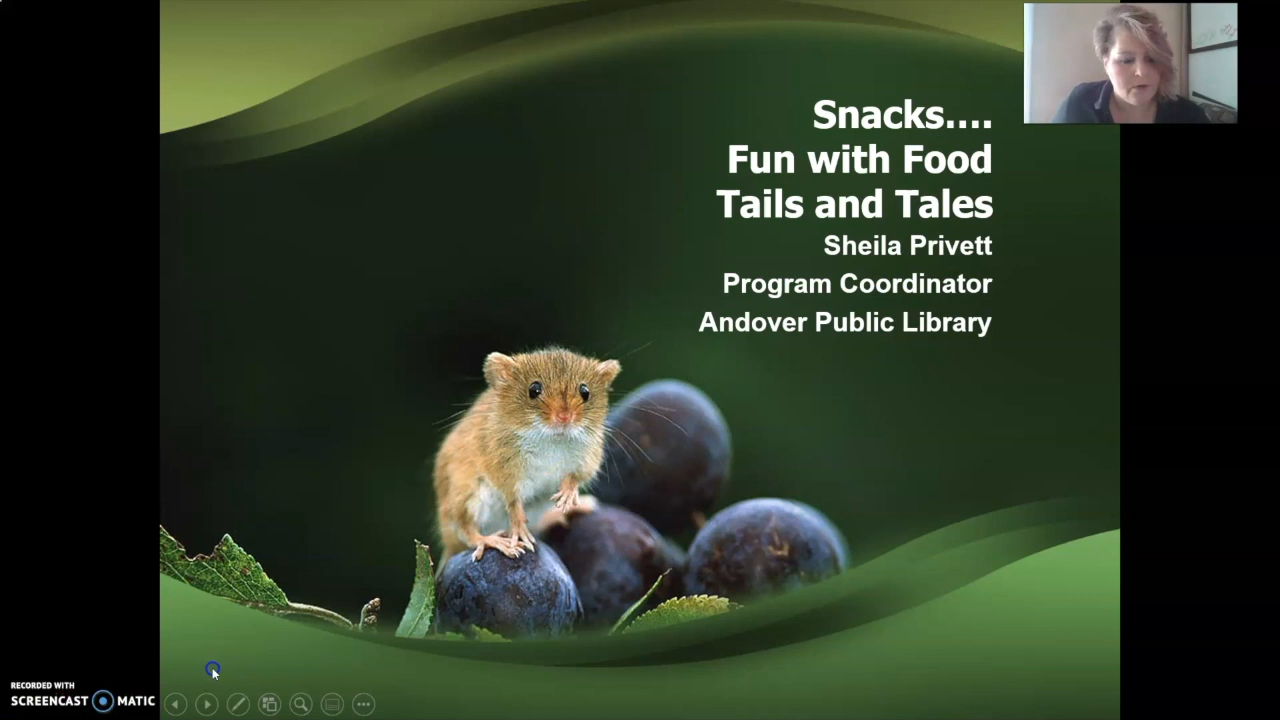 Snacks....
Fun with Food
Tails and Tales
Sheila Privett
Program Coordinator
Andover Public Library
RECORDED WITH
SCREENCAST MATIC